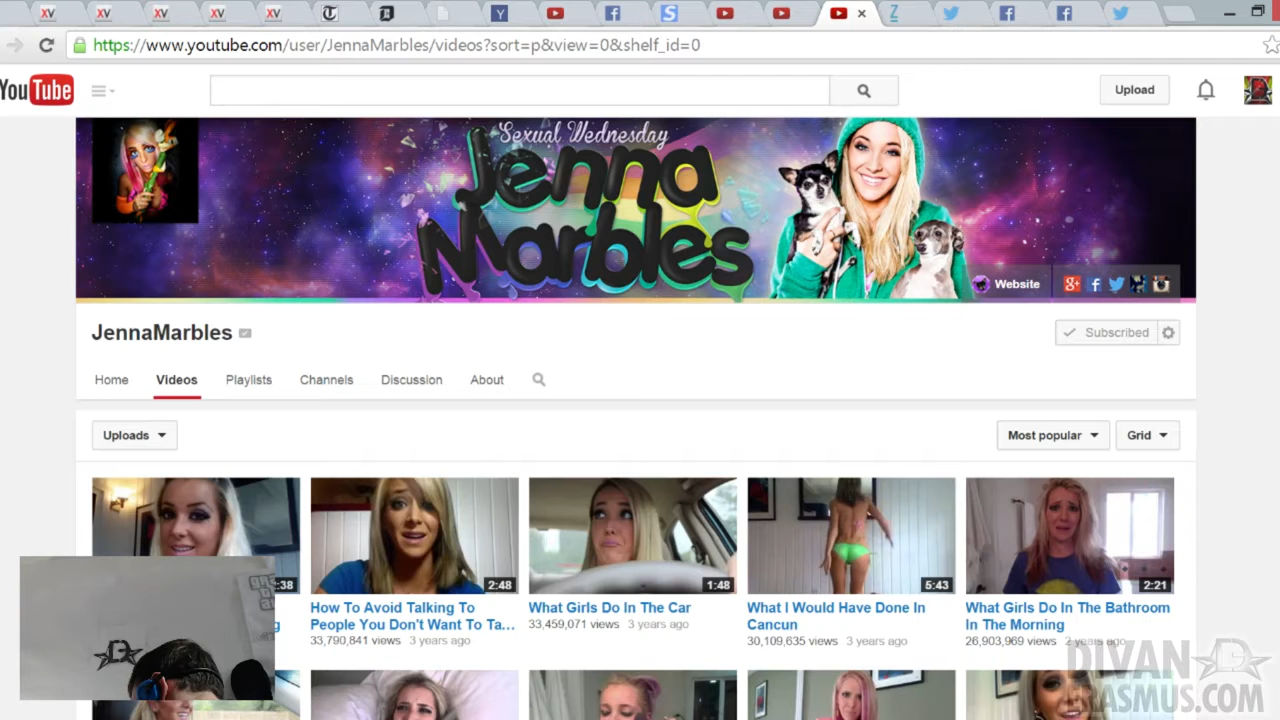 https://www.youtube.com/user/JennaMarbles/videos?sort=p&view=0&shelf_id=0
YouTube
Upload
Sexual Wednesday
Jenna
Marbles
Website
JennaMarbles
Subscribed
Home Videos Playlists Channels Discussion About
Uploads
Most popular
Grid
:38
2:48
1:48
5:43
2:21
How To Avoid Talking To
People You Don't Want To Ta...
33,790,841 views 3 years ago
What Girls Do In The Car
33,459,071 views 3 years ago
What I Would Have Done In
Cancun
30,109,635 views 3 years ago
What Girls Do In The Bathroom
In The Morning
26,903,969 views 2 years ago
DIVAN
ERASMUS.COM